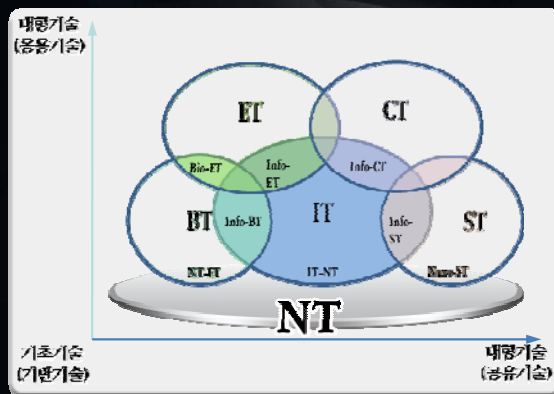 대형기술
(응용기술)
ET
CT
Bio-ET
Info-
ET
Info-CT
BT
Info-BT
IT
Info-
ST
ST
IT-NT
Nano-ST
NT
기초기술
(기반기술)
대형기술
(공유기술)